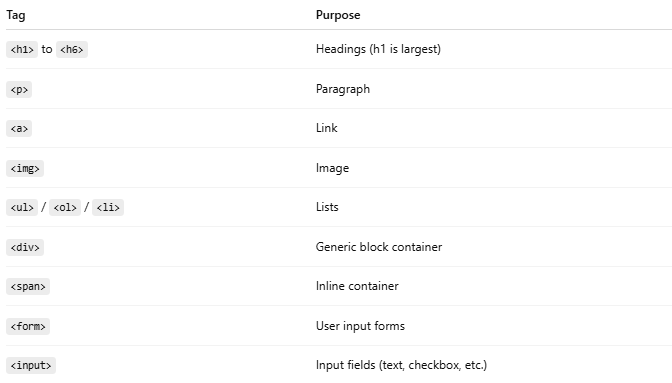 Tag Purpose
<h1> to <h6> Headings (h1 is largest)
<p> Paragraph
<a> Link
<img> Image
<ul> / <ol> / <li> Lists
<div> Generic block container
<span> Inline container
<form> User input forms
<input> Input fields (text, checkbox, etc.)